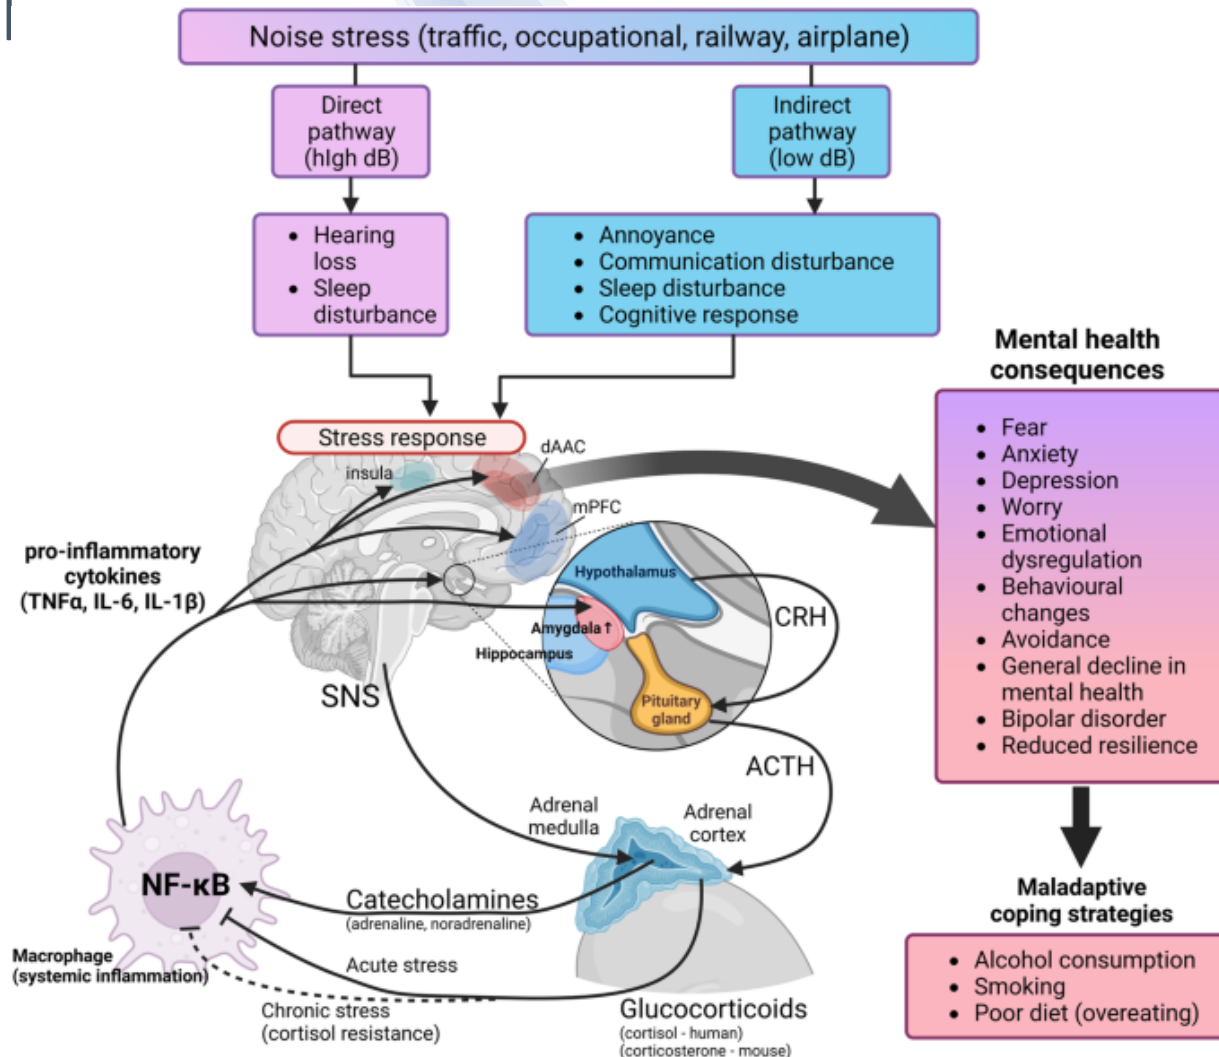 Noise stress (traffic, occupational, railway, airplane)
Direct
pathway
(hIgh dB)
Indirect
pathway
(low dB)
• Hearing
loss
• Sleep
disturbance
• Annoyance
• Communication disturbance
• Sleep disturbance
• Cognitive response
Stress response
insula
dAAC
mPFC
pro-inflammatory
cytokines
(TNFα, IL-6, IL-1β)
Hypothalamus
Amygdala↑
Hippocampus
Pituitary
gland
CRH
SNS
ACTH
Adrenal
medulla
Adrenal
cortex
NF-κB
Catecholamines
(adrenaline, noradrenaline)
Macrophage
(systemic inflammation)
Acute stress
Chronic stress
(cortisol resistance)
Glucocorticoids
(cortisol - human)
(corticosterone - mouse)
Mental health
consequences
• Fear
• Anxiety
• Depression
• Worry
• Emotional
dysregulation
• Behavioural
changes
• Avoidance
• General decline in
mental health
• Bipolar disorder
• Reduced resilience
Maladaptive
coping strategies
• Alcohol consumption
• Smoking
• Poor diet (overeating)